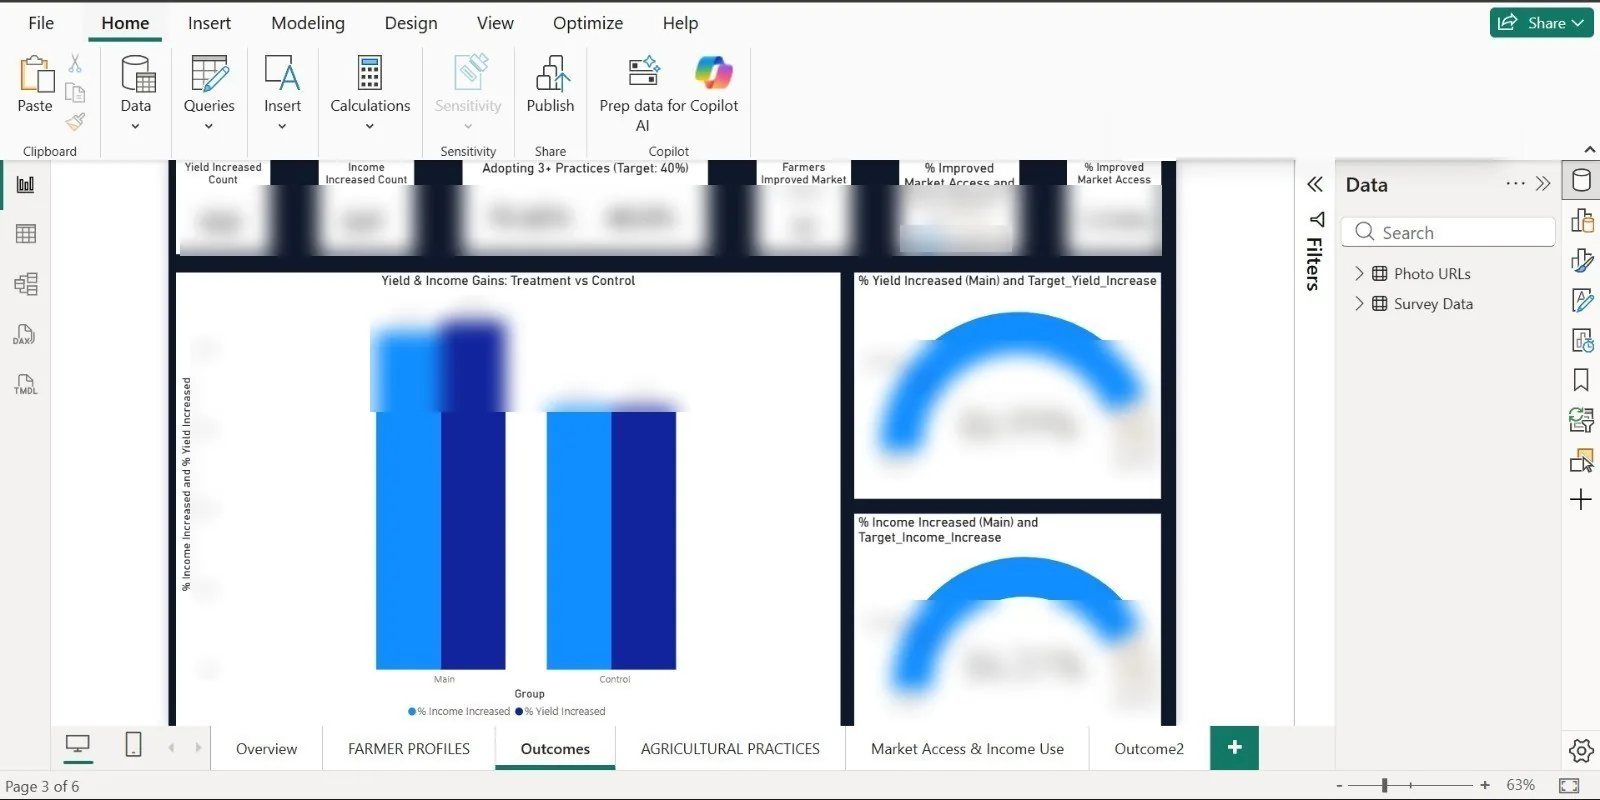 File Home Insert Modeling Design View Optimize Help Share
Paste Data Queries Insert Calculations Sensitivity Publish Prep data for AI Copilot
Clipboard Sensitivity Share Copilot
Yield Increased Count
Income Increased Count
Adopting 3+ Practices (Target: 40%)
Farmers Improved Market
% Improved Market Access and
% Improved Market Access
Yield & Income Gains: Treatment vs Control
% Income Increased and % Yield Increased
Main Control
Group
% Income Increased % Yield Increased
% Yield Increased (Main) and Target_Yield_Increase
% Income Increased (Main) and
Target_Income_Increase
Filters
Data
Search
Photo URLs
Survey Data
DAX
TMDL
Overview FARMER PROFILES Outcomes AGRICULTURAL PRACTICES Market Access & Income Use Outcome2 +
Page 3 of 6
- + 63%